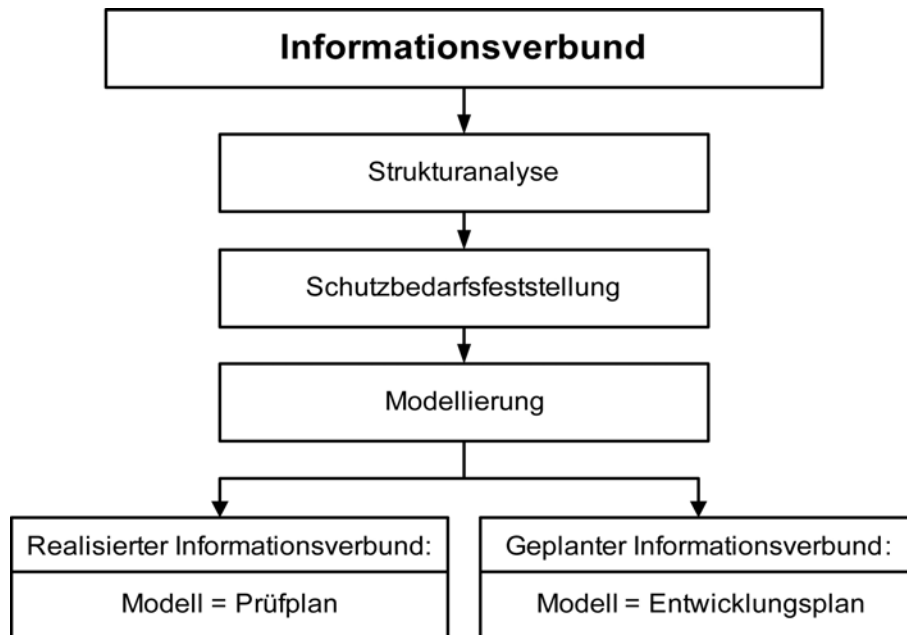 Informationsverbund
Strukturanalyse
Schutzbedarfsfeststellung
Modellierung
Realisierter Informationsverbund:
Modell = Prüfplan
Geplanter Informationsverbund:
Modell = Entwicklungsplan